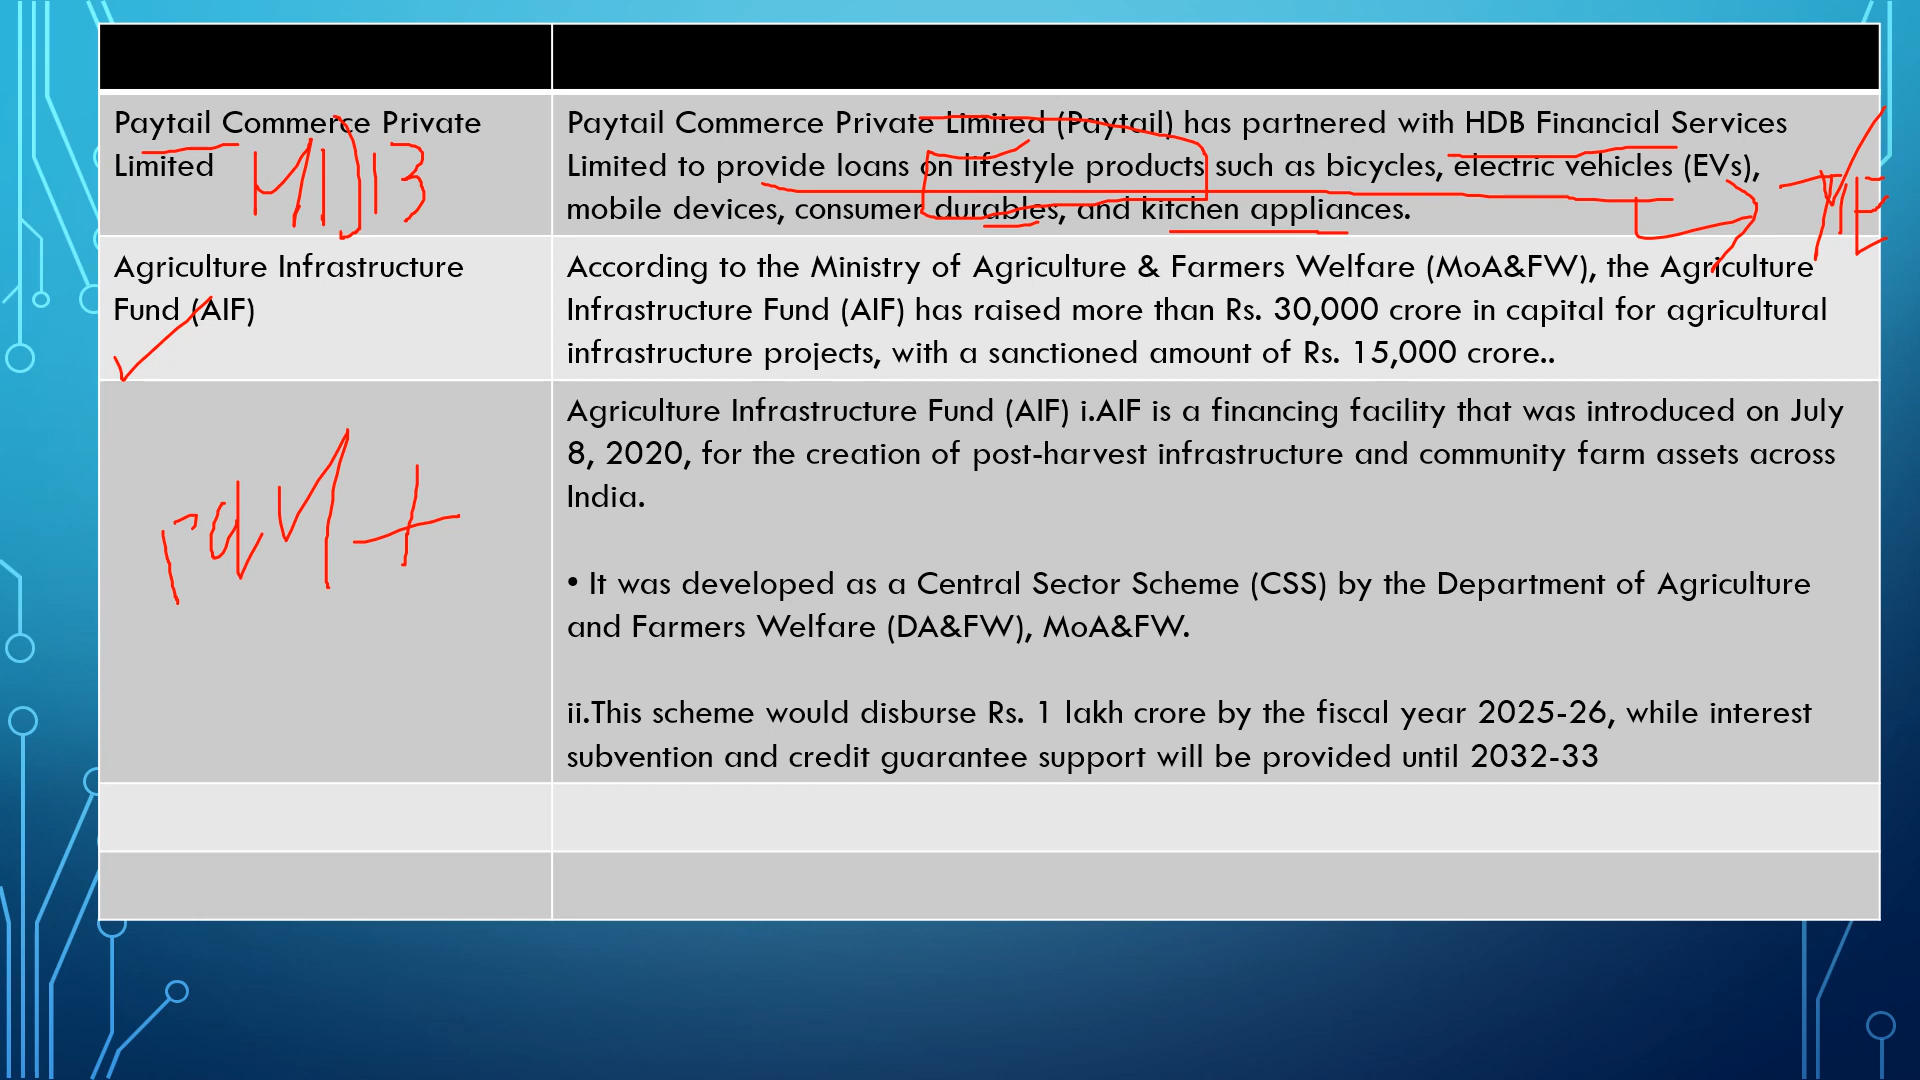 Paytail Commerce Private
Limited
HDB
Paytail Commerce Private Limited (Paytail) has partnered with HDB Financial Services
Limited to provide loans on lifestyle products such as bicycles, electric vehicles (EVs),
mobile devices, consumer durables, and kitchen appliances.
Agriculture Infrastructure
Fund (AIF)
According to the Ministry of Agriculture & Farmers Welfare (MoA&FW), the Agriculture
Infrastructure Fund (AIF) has raised more than Rs. 30,000 crore in capital for agricultural
infrastructure projects, with a sanctioned amount of Rs. 15,000 crore..
Agriculture Infrastructure Fund (AIF) i.AIF is a financing facility that was introduced on July
8, 2020, for the creation of post-harvest infrastructure and community farm assets across
India.
• It was developed as a Central Sector Scheme (CSS) by the Department of Agriculture
and Farmers Welfare (DA&FW), MoA&FW.
ii.This scheme would disburse Rs. 1 lakh crore by the fiscal year 2025-26, while interest
subvention and credit guarantee support will be provided until 2032-33